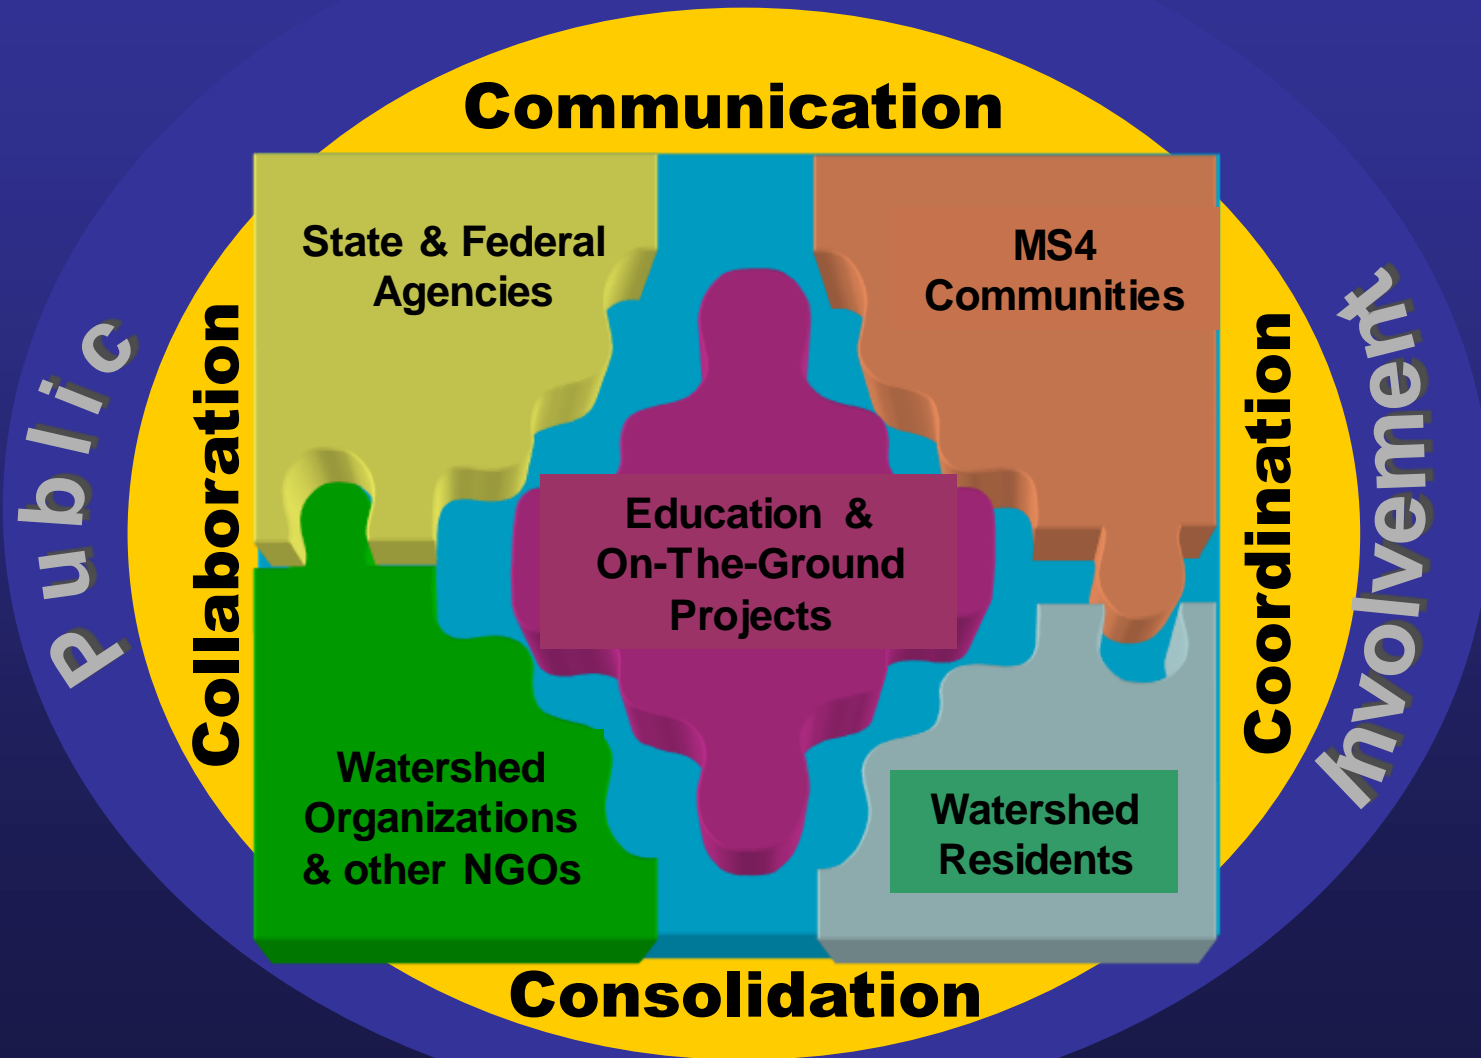 Communication
State & Federal
Agencies
MS4
Communities
Public
Collaboration
Education &
On-The-Ground
Projects
Coordination
Involvement
Watershed
Organizations
& other NGOs
Watershed
Residents
Consolidation